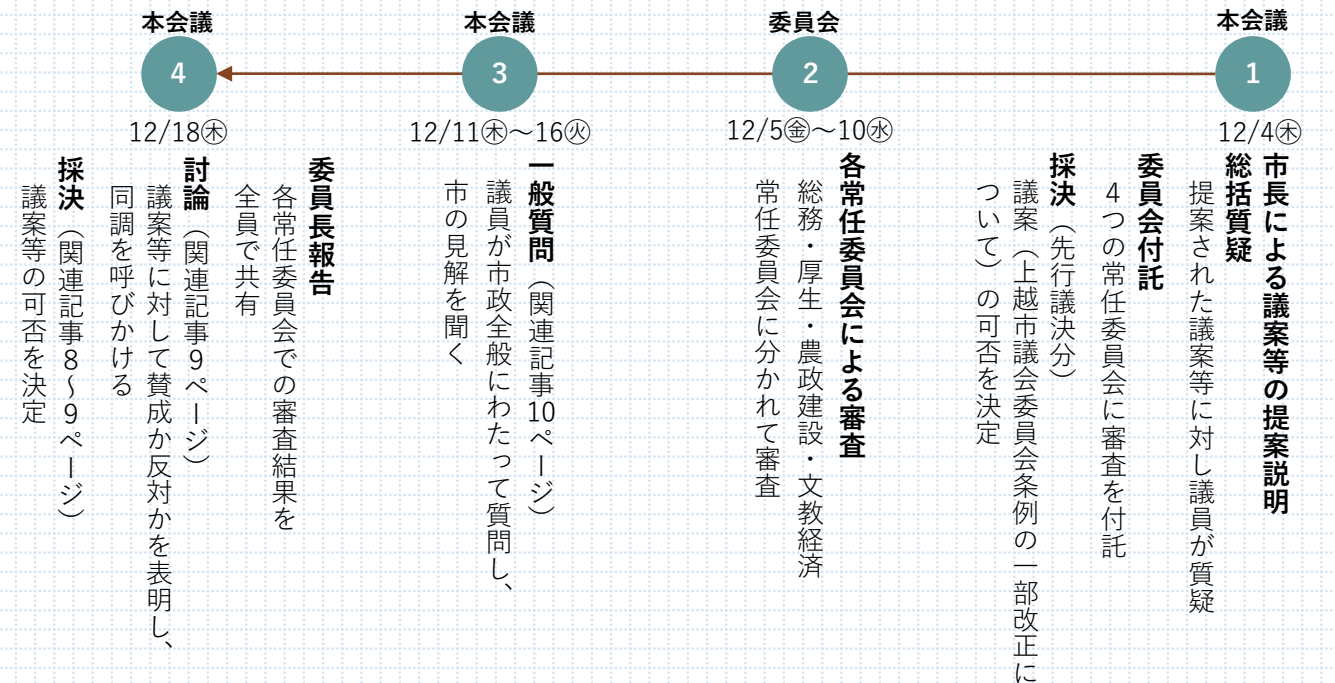 本会議
1
12/4㊍
市長による議案等の提案説明
総括質疑
提案された議案等に対し議員が質疑
委員会付託
４つの常任委員会に審査を付託
採決（先行議決分）
議案（上越市議会委員会条例の一部改正に
ついて）の可否を決定
委員会
2
12/5㊎～10㊌
各常任委員会による審査
総務・厚生・農政建設・文教経済
常任委員会に分かれて審査
本会議
3
12/11㊍～16㊋
一般質問（関連記事10ページ）
議員が市政全般にわたって質問し、
市の見解を聞く
本会議
4
12/18㊍
委員長報告
各常任委員会での審査結果を
全員で共有
討論（関連記事９ページ）
議案等に対して賛成か反対かを表明し、
同調を呼びかける
採決（関連記事８～９ページ）
議案等の可否を決定